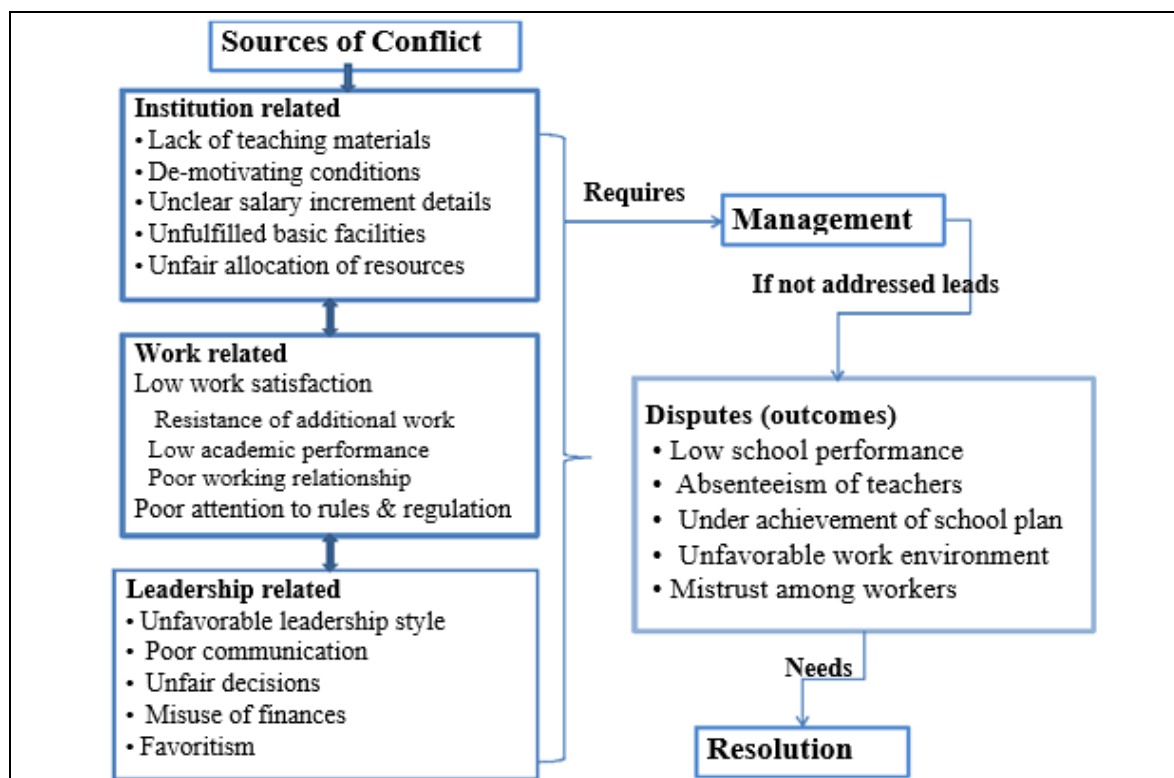 Sources of Conflict
Institution related
• Lack of teaching materials
• De-motivating conditions
• Unclear salary increment details
• Unfulfilled basic facilities
• Unfair allocation of resources
Work related
Low work satisfaction
Resistance of additional work
Low academic performance
Poor working relationship
Poor attention to rules & regulation
Leadership related
• Unfavorable leadership style
• Poor communication
• Unfair decisions
• Misuse of finances
• Favoritism
Requires
Management
If not addressed leads
Disputes (outcomes)
• Low school performance
• Absenteeism of teachers
• Under achievement of school plan
• Unfavorable work environment
• Mistrust among workers
Needs
Resolution